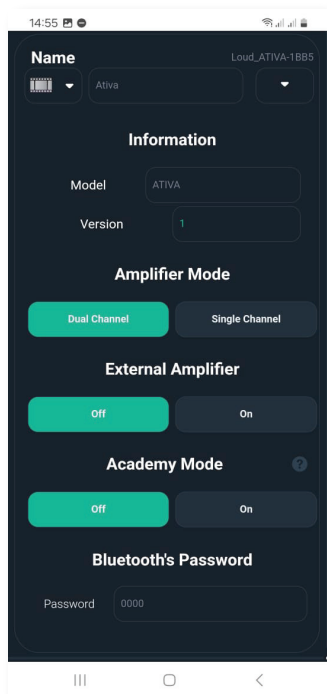 14:55
Name Loud_ATIVA-1BB5
Ativa
Information
Model ATIVA
Version 1
Amplifier Mode
Dual Channel Single Channel
External Amplifier
Off On
Academy Mode ?
Off On
Bluetooth's Password
Password 0000